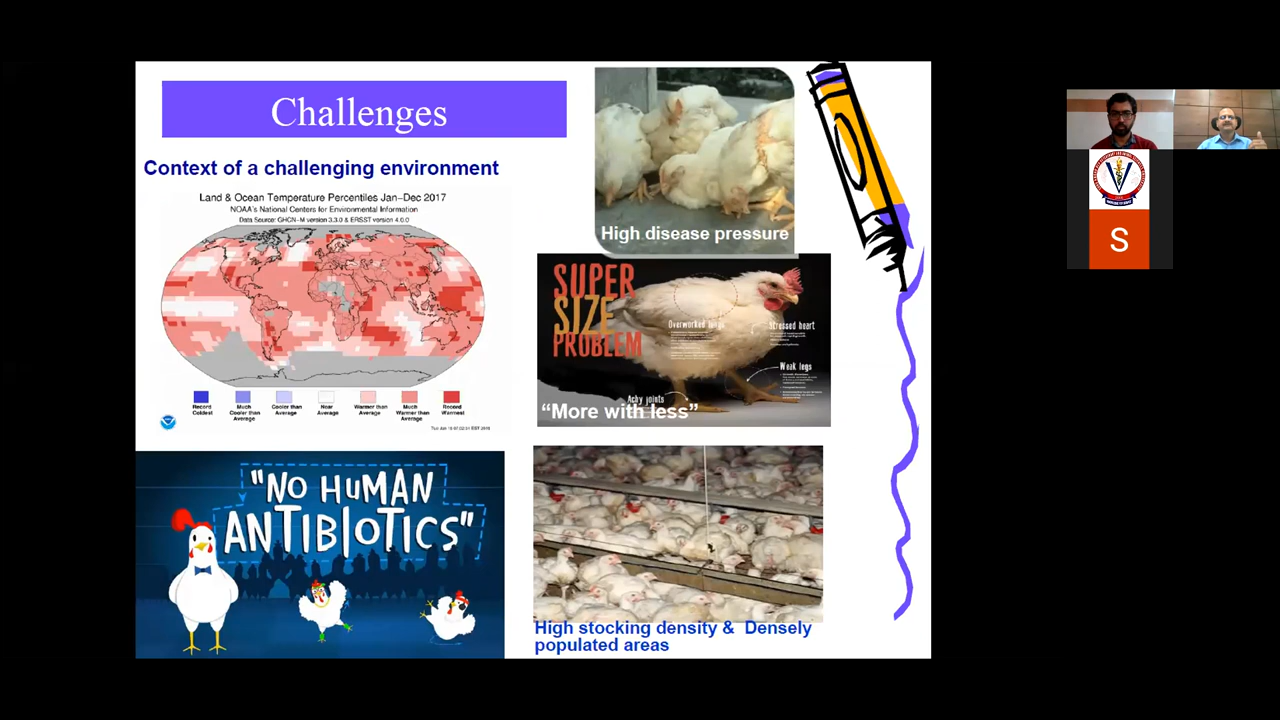 Challenges
Context of a challenging environment
Land & Ocean Temperature Percentiles Jan–Dec 2017
NOAA's National Centers for Environmental Information
Data Source: GHCN–M version 3.3.0 & ERSST version 4.0.0
Record Coldest
Much Cooler than Average
Cooler than Average
Near Average
Warmer than Average
Much Warmer than Average
Record Warmest
High disease pressure
SUPER
SIZE
PROBLEM
Overworked lungs
Stressed heart
Weak legs
Achy joints
“More with less”
"NO HuMAN
ANTIBIOTICS"
High stocking density & Densely
populated areas
S